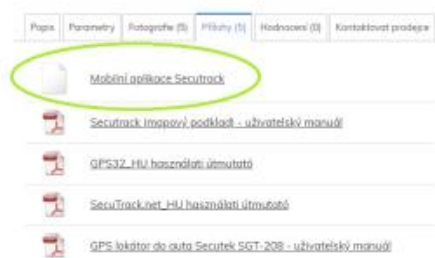 Popis Parametry Fotografie (5) Přílohy (5) Hodnocení (0) Kontaktovat prodejce
Mobilní aplikace Secutrack
Secutrack (mapový podklad) - uživatelský manuál
GPS32_HU használati útmutató
SecuTrack.net_HU használati útmutató
GPS lokátor do auta Secutek SGT-208 - uživatelský manuál